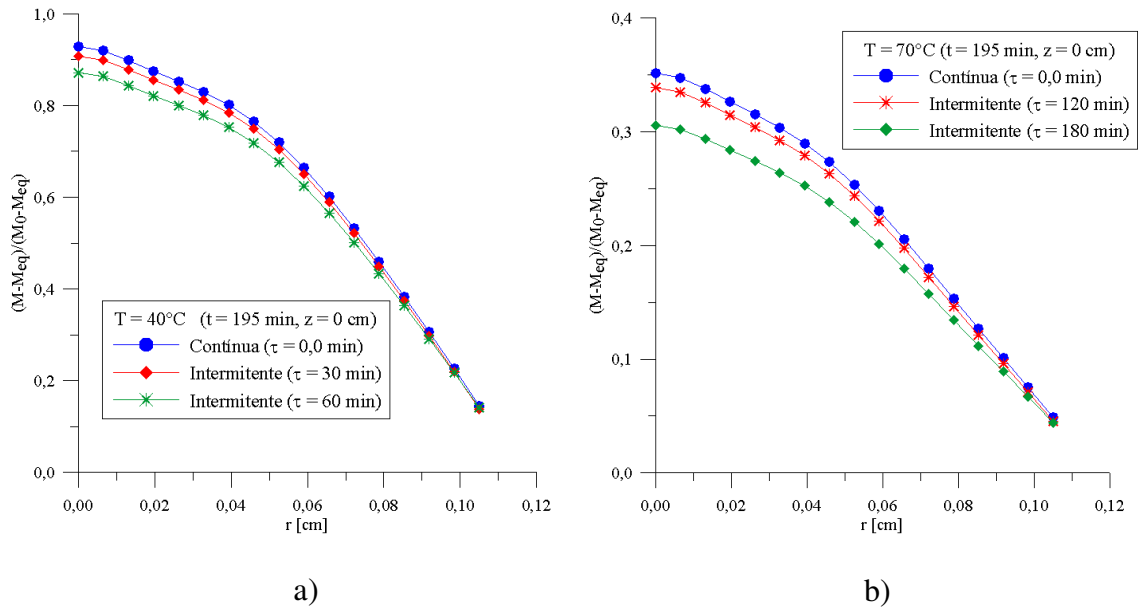 1,0
0,8
0,6
0,4
0,2
0,0
(M-Meq)/(M0-Meq)
T = 40°C (t = 195 min, z = 0 cm)
Contínua (τ = 0,0 min)
Intermitente (τ = 30 min)
Intermitente (τ = 60 min)
0,00 0,02 0,04 0,06 0,08 0,10 0,12
r [cm]
a)
0,4
0,3
0,2
0,1
0,0
(M-Meq)/(M0-Meq)
T = 70°C (t = 195 min, z = 0 cm)
Contínua (τ = 0,0 min)
Intermitente (τ = 120 min)
Intermitente (τ = 180 min)
0,00 0,02 0,04 0,06 0,08 0,10 0,12
r [cm]
b)